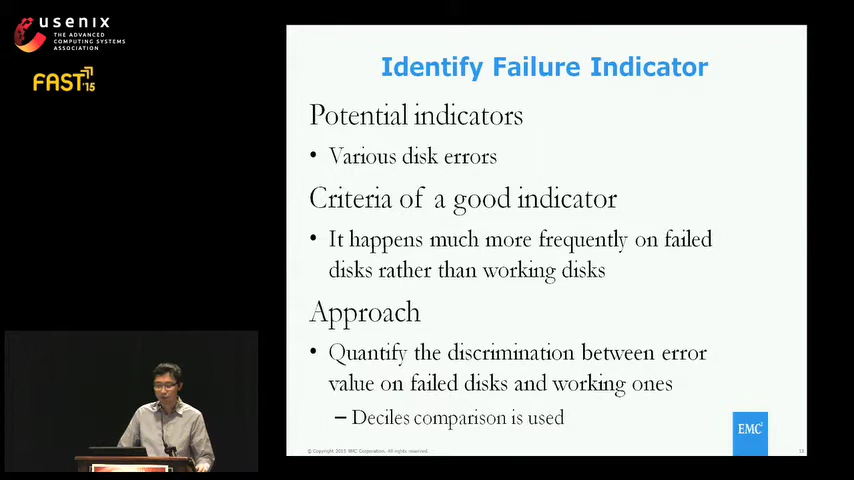 usenix
THE ADVANCED
COMPUTING SYSTEMS
ASSOCIATION
FAST '15
Identify Failure Indicator
Potential indicators
• Various disk errors
Criteria of a good indicator
• It happens much more frequently on failed
disks rather than working disks
Approach
• Quantify the discrimination between error
value on failed disks and working ones
– Deciles comparison is used
EMC²
© Copyright 2015 EMC Corporation. All rights reserved.